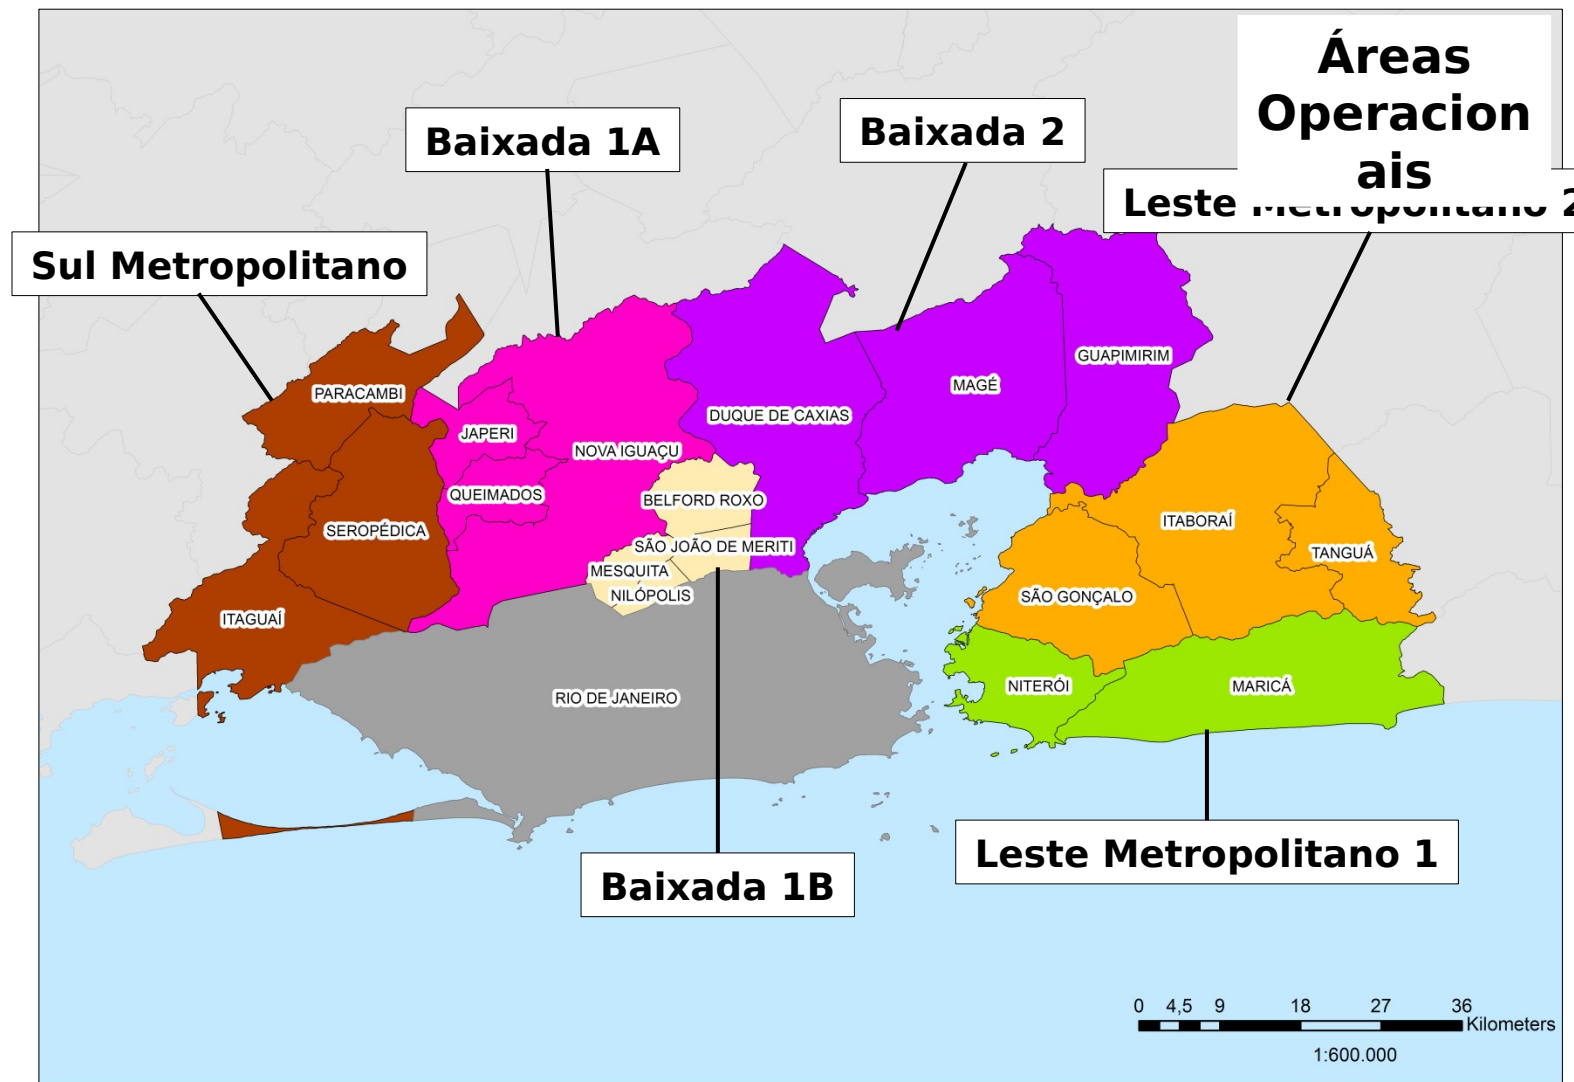 Áreas
Operacion
ais
Baixada 1A
Baixada 2
Leste Metropolitano 2
Sul Metropolitano
PARACAMBI
JAPERI
NOVA IGUAÇU
DUQUE DE CAXIAS
MAGÉ
GUAPIMIRIM
QUEIMADOS
BELFORD ROXO
SEROPÉDICA
SÃO JOÃO DE MERITI
MESQUITA
NILÓPOLIS
ITABORAÍ
TANGUÁ
SÃO GONÇALO
ITAGUAÍ
RIO DE JANEIRO
NITERÓI
MARICÁ
Baixada 1B
Leste Metropolitano 1
0 4,5 9 18 27 36
Kilometers
1:600.000